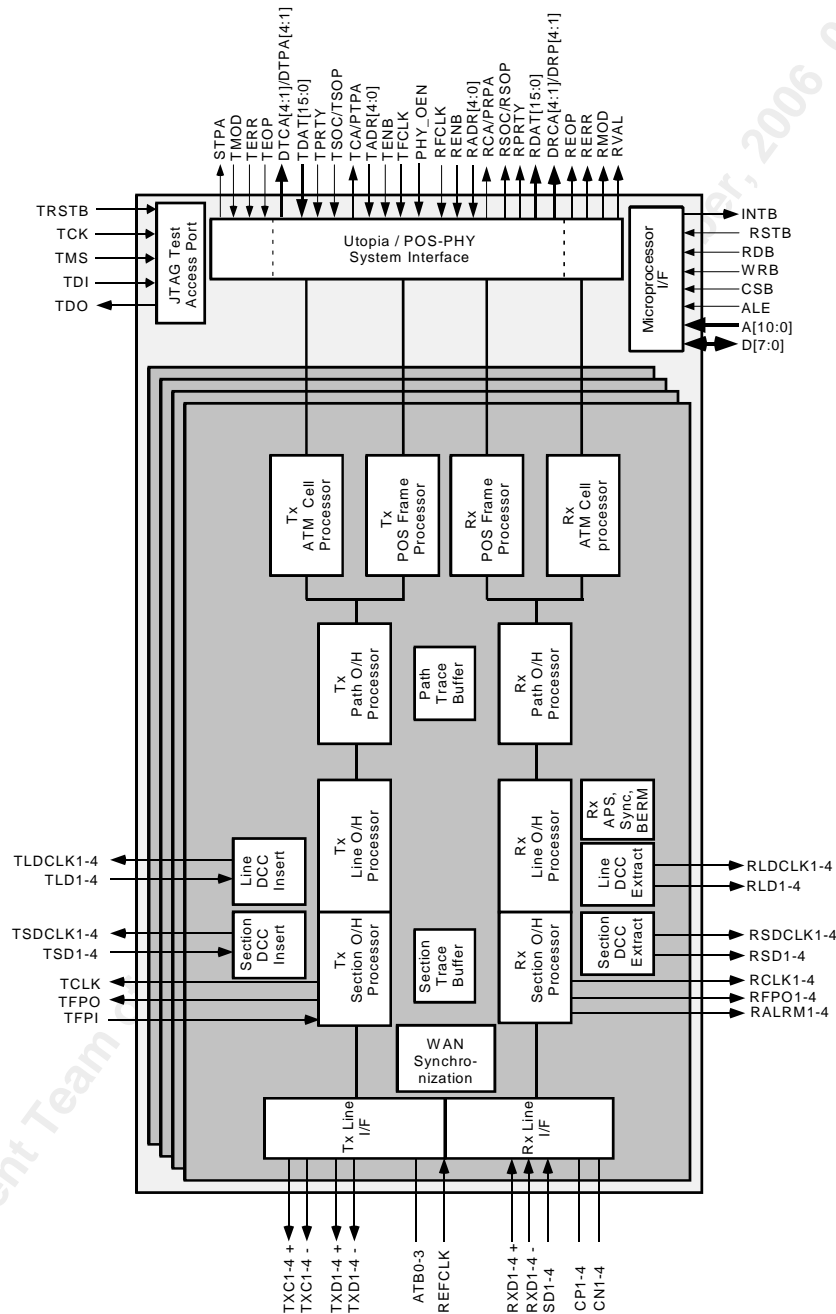 STPA
TMOD
TERR
TEOP
DTCA[4:1]/DTPA[4:1]
TDAT[15:0]
TPRTY
TSOC/TSOP
TCA/PTPA
TADR[4:0]
TENB
TFCLK
PHY_OEN
RFCLK
RENB
RADR[4:0]
RCA/PRPA
RSOC/RSOP
RPRTY
RDAT[15:0]
DRCA[4:1]/DRP[4:1]
REOP
RERR
RMOD
RVAL
TRSTB
TCK
TMS
TDI
TDO
JTAG Test
Access Port
Utopia / POS-PHY
System Interface
Microprocessor
I/F
INTB
RSTB
RDB
WRB
CSB
ALE
A[10:0]
D[7:0]
Tx
ATM Cell
Processor
Tx
POS Frame
Processor
Rx
POS Frame
Processor
Rx
ATM Cell
processor
Tx
Path O/H
Processor
Path
Trace
Buffer
Rx
Path O/H
Processor
Tx
Line O/H
Processor
Rx
Line O/H
Processor
Rx
APS,
Sync,
BERM
TLDCLK1-4
TLD1-4
Line
DCC
Insert
Line
DCC
Extract
RLDCLK1-4
RLD1-4
TSDCLK1-4
TSD1-4
Section
DCC
Insert
Tx
Section O/H
Processor
Section
Trace
Buffer
Rx
Section O/H
Processor
Section
DCC
Extract
RSDCLK1-4
RSD1-4
TCLK
TFPO
TFPI
RCLK1-4
RFPO1-4
RALRM1-4
WAN
Synchro-
nization
Tx Line
I/F
Rx Line
I/F
TXC1-4 +
TXC1-4 -
TXD1-4 +
TXD1-4 -
ATB0-3
REFCLK
RXD1-4 +
RXD1-4 -
SD1-4
CP1-4
CN1-4
ent Team
ber, 2006